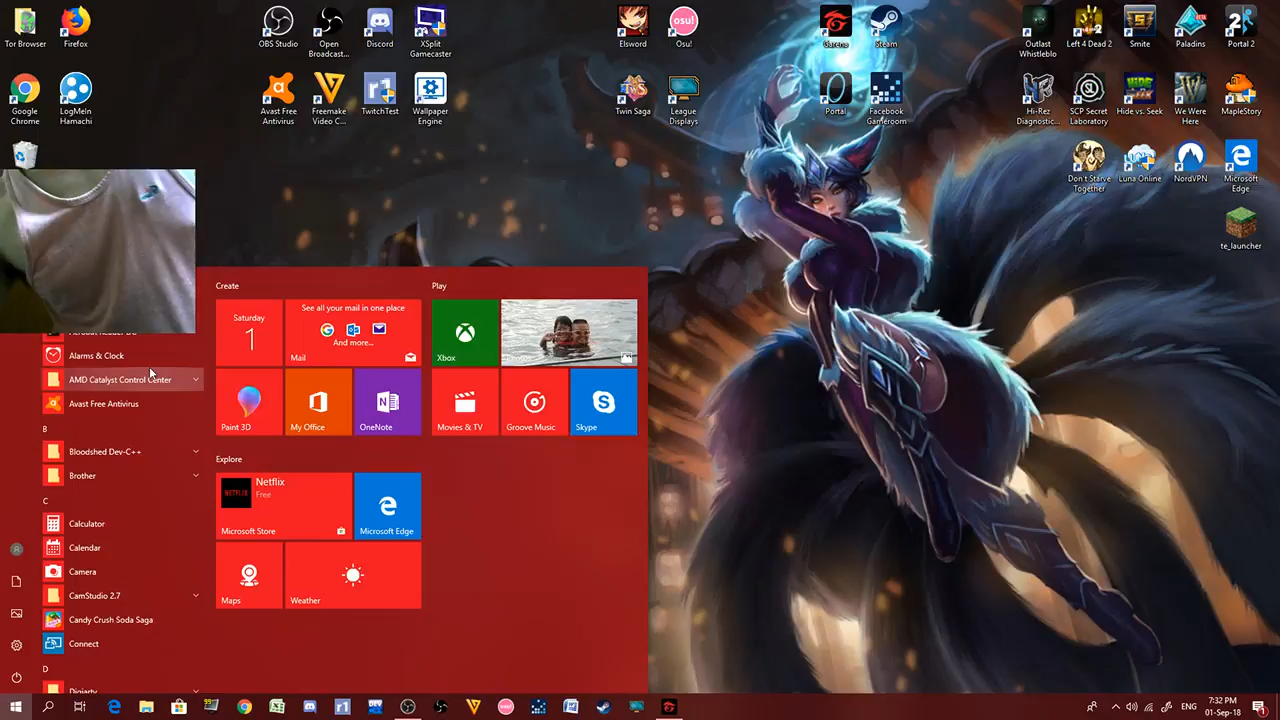 Tor Browser
Firefox
OBS Studio
Open
Broadcast...
Discord
XSplit
Gamecaster
Elsword
Osu!
Garena
Steam
Outlast
Whistleblo
Left 4 Dead 2
Smite
Paladins
Portal 2
Google
Chrome
LogMeIn
Hamachi
Avast Free
Antivirus
Freemake
Video C...
TwitchTest
Wallpaper
Engine
Twin Saga
League
Displays
Portal
Facebook
Gameroom
Hi-Rez
Diagnostic...
SCP Secret
Laboratory
Hide vs. Seek
We Were
Here
MapleStory
Don't Starve
Together
Luna Online
NordVPN
Microsoft
Edge
te_launcher
Alarms & Clock
AMD Catalyst Control Center
Avast Free Antivirus
B
Bloodshed Dev-C++
Brother
C
Calculator
Calendar
Camera
CamStudio 2.7
Candy Crush Soda Saga
Connect
D
Digiarty
Create
Saturday
1
See all your mail in one place
And more...
Mail
Paint 3D
My Office
OneNote
Explore
NETFLIX
Netflix
Free
Microsoft Store
Microsoft Edge
Maps
Weather
Play
Xbox
Movies & TV
Groove Music
Skype
ENG
7:32 PM
01-Sep-18